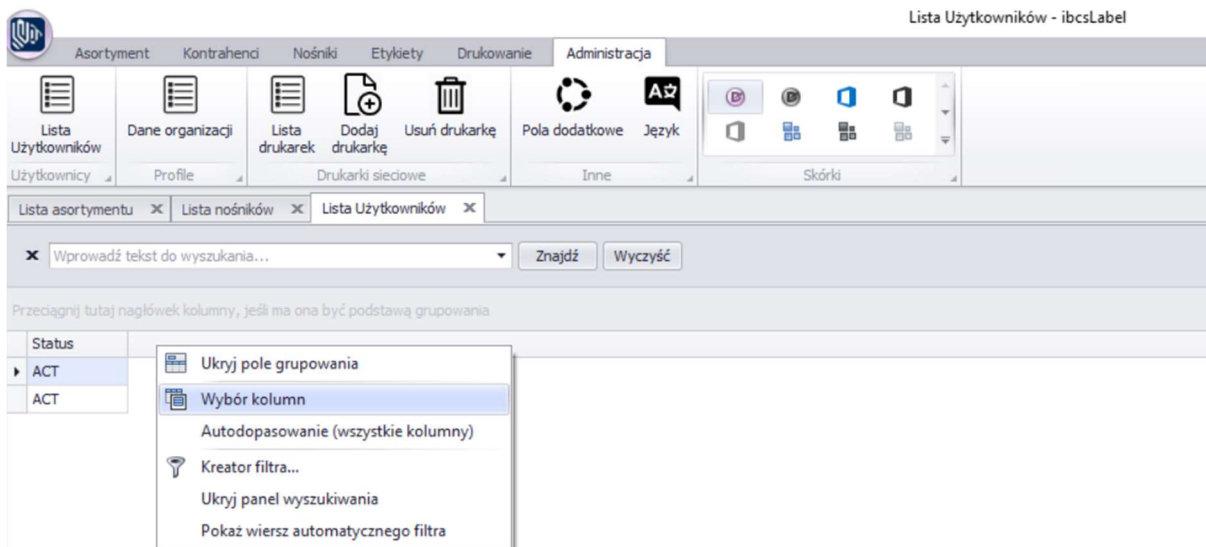 Lista Użytkowników - ibcsLabel
Asortyment Kontrahenci Nośniki Etykiety Drukowanie Administracja
Lista Użytkowników
Dane organizacji
Lista drukarek
Dodaj drukarkę
Usuń drukarkę
Pola dodatkowe
Język
Użytkownicy Profile Drukarki sieciowe Inne Skórki
Lista asortymentu Lista nośników Lista Użytkowników
Wprowadź tekst do wyszukania... Znajdź Wyczyść
Przeciągnij tutaj nagłówek kolumny, jeśli ma ona być podstawą grupowania
Status
ACT
ACT
Ukryj pole grupowania
Wybór kolumn
Autodopasowanie (wszystkie kolumny)
Kreator filtra...
Ukryj panel wyszukiwania
Pokaż wiersz automatycznego filtra